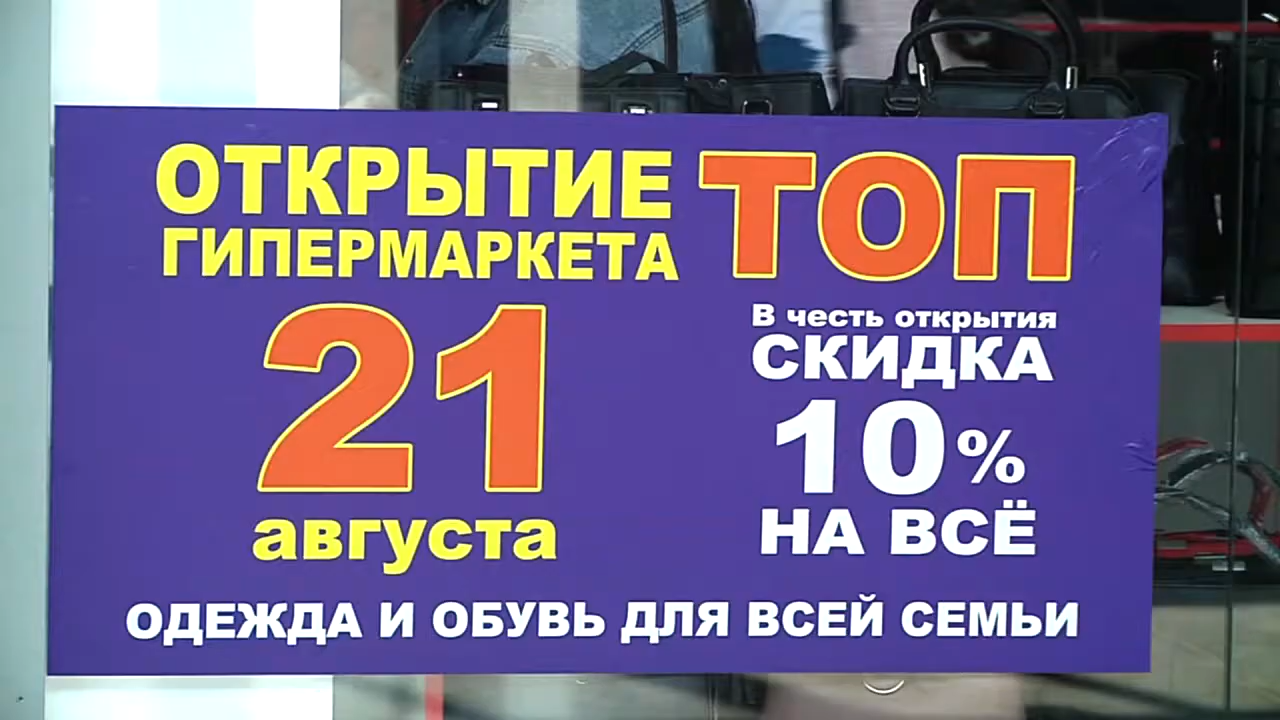 ОТКРЫТИЕ ТОП
ГИПЕРМАРКЕТА
21
августа
В честь открытия
СКИДКА
10%
НА ВСЁ
ОДЕЖДА И ОБУВЬ ДЛЯ ВСЕЙ СЕМЬИ